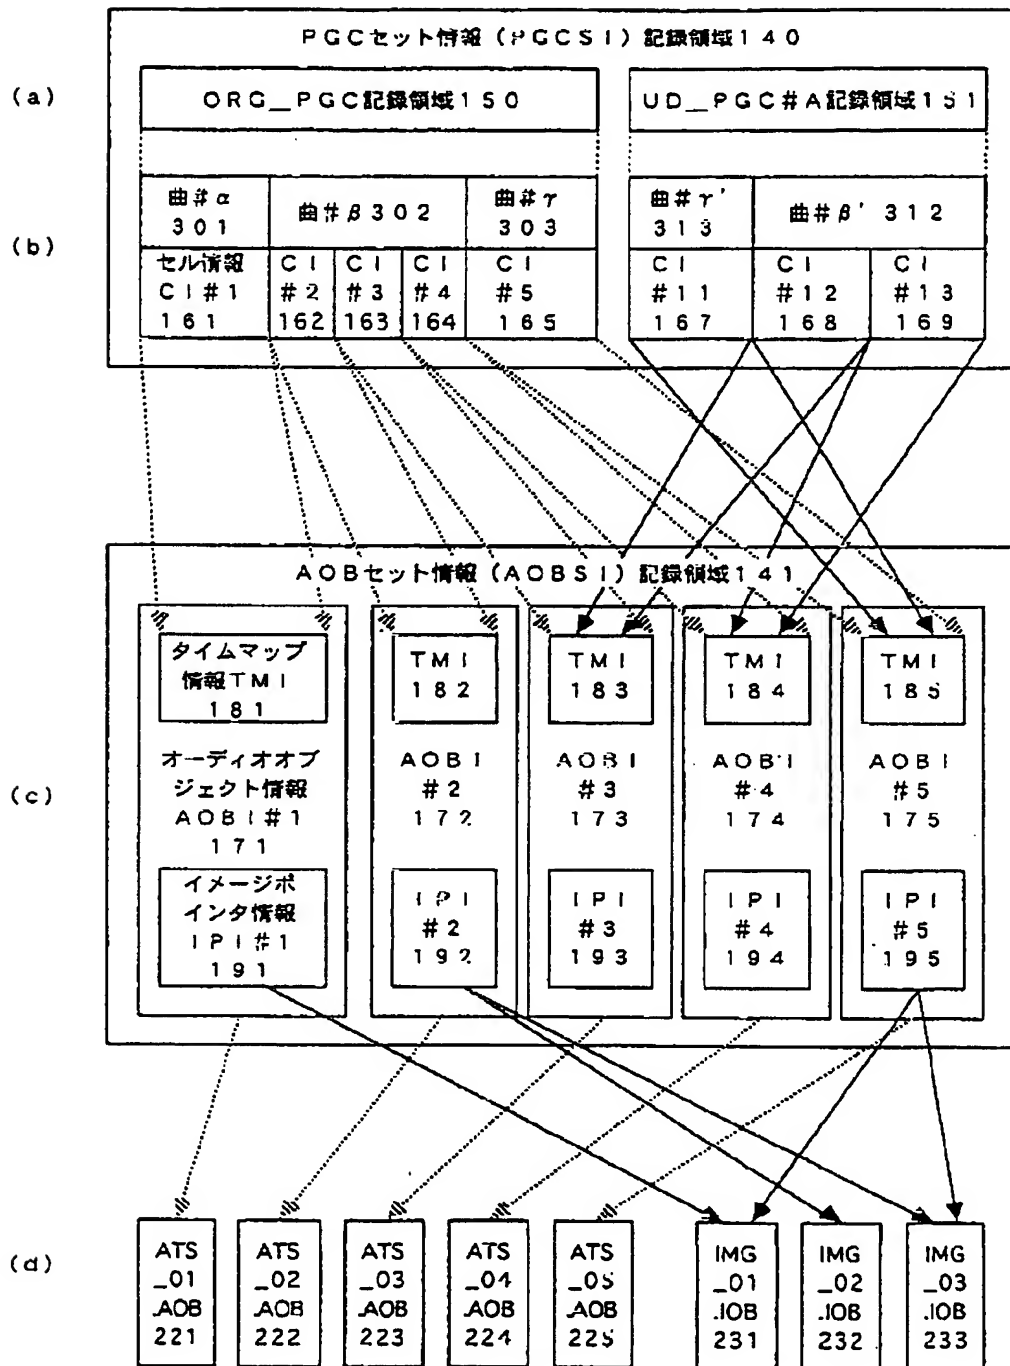 PGCセット情報(PGCSI)記録領域140
(a)
ORG__PGC記録領域150
UD__PGC#A記録領域151
(b)
曲#α
301
曲#β302
曲#γ
303
曲#γ'
313
曲#β'312
セル情報
CI#1
161
CI
#2
162
CI
#3
163
CI
#4
164
CI
#5
165
CI
#11
167
CI
#12
168
CI
#13
169
AOBセット情報(AOBSI)記録領域141
(c)
タイムマップ
情報TMI
181
TMI
182
TMI
183
TMI
184
TMI
185
オーディオオブ
ジェクト情報
AOBI#1
171
AOBI
#2
172
AOBI
#3
173
AOBI
#4
174
AOBI
#5
175
イメージポ
インタ情報
IPI#1
191
IPI
#2
192
IPI
#3
193
IPI
#4
194
IPI
#5
195
(d)
ATS
_01
.AOB
221
ATS
_02
.AOB
222
ATS
_03
.AOB
223
ATS
_04
.AOB
224
ATS
_05
.AOB
225
IMG
_01
.IOB
231
IMG
_02
.IOB
232
IMG
_03
.IOB
233